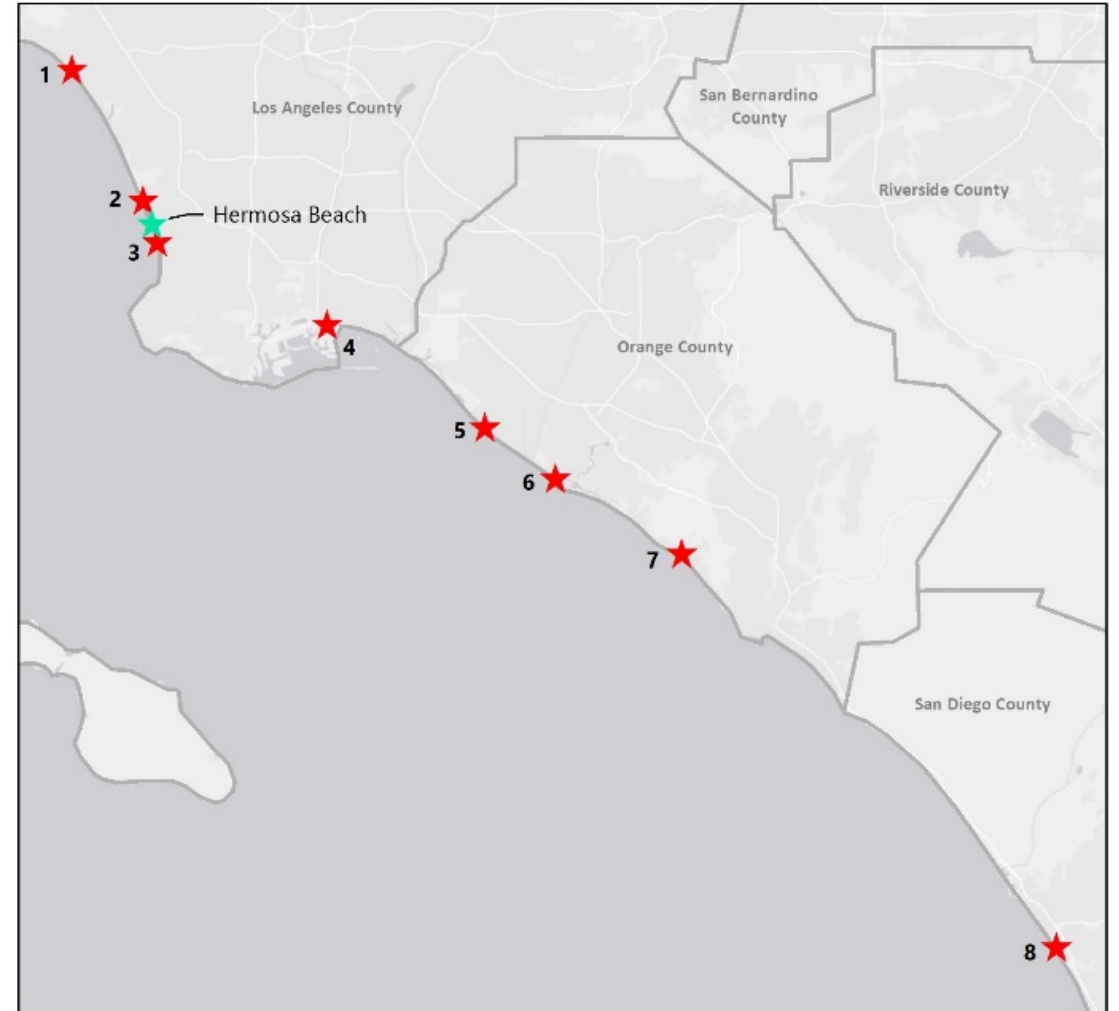 1
Los Angeles County
San Bernardino
County
Riverside County
2
Hermosa Beach
3
4
Orange County
5
6
7
San Diego County
8